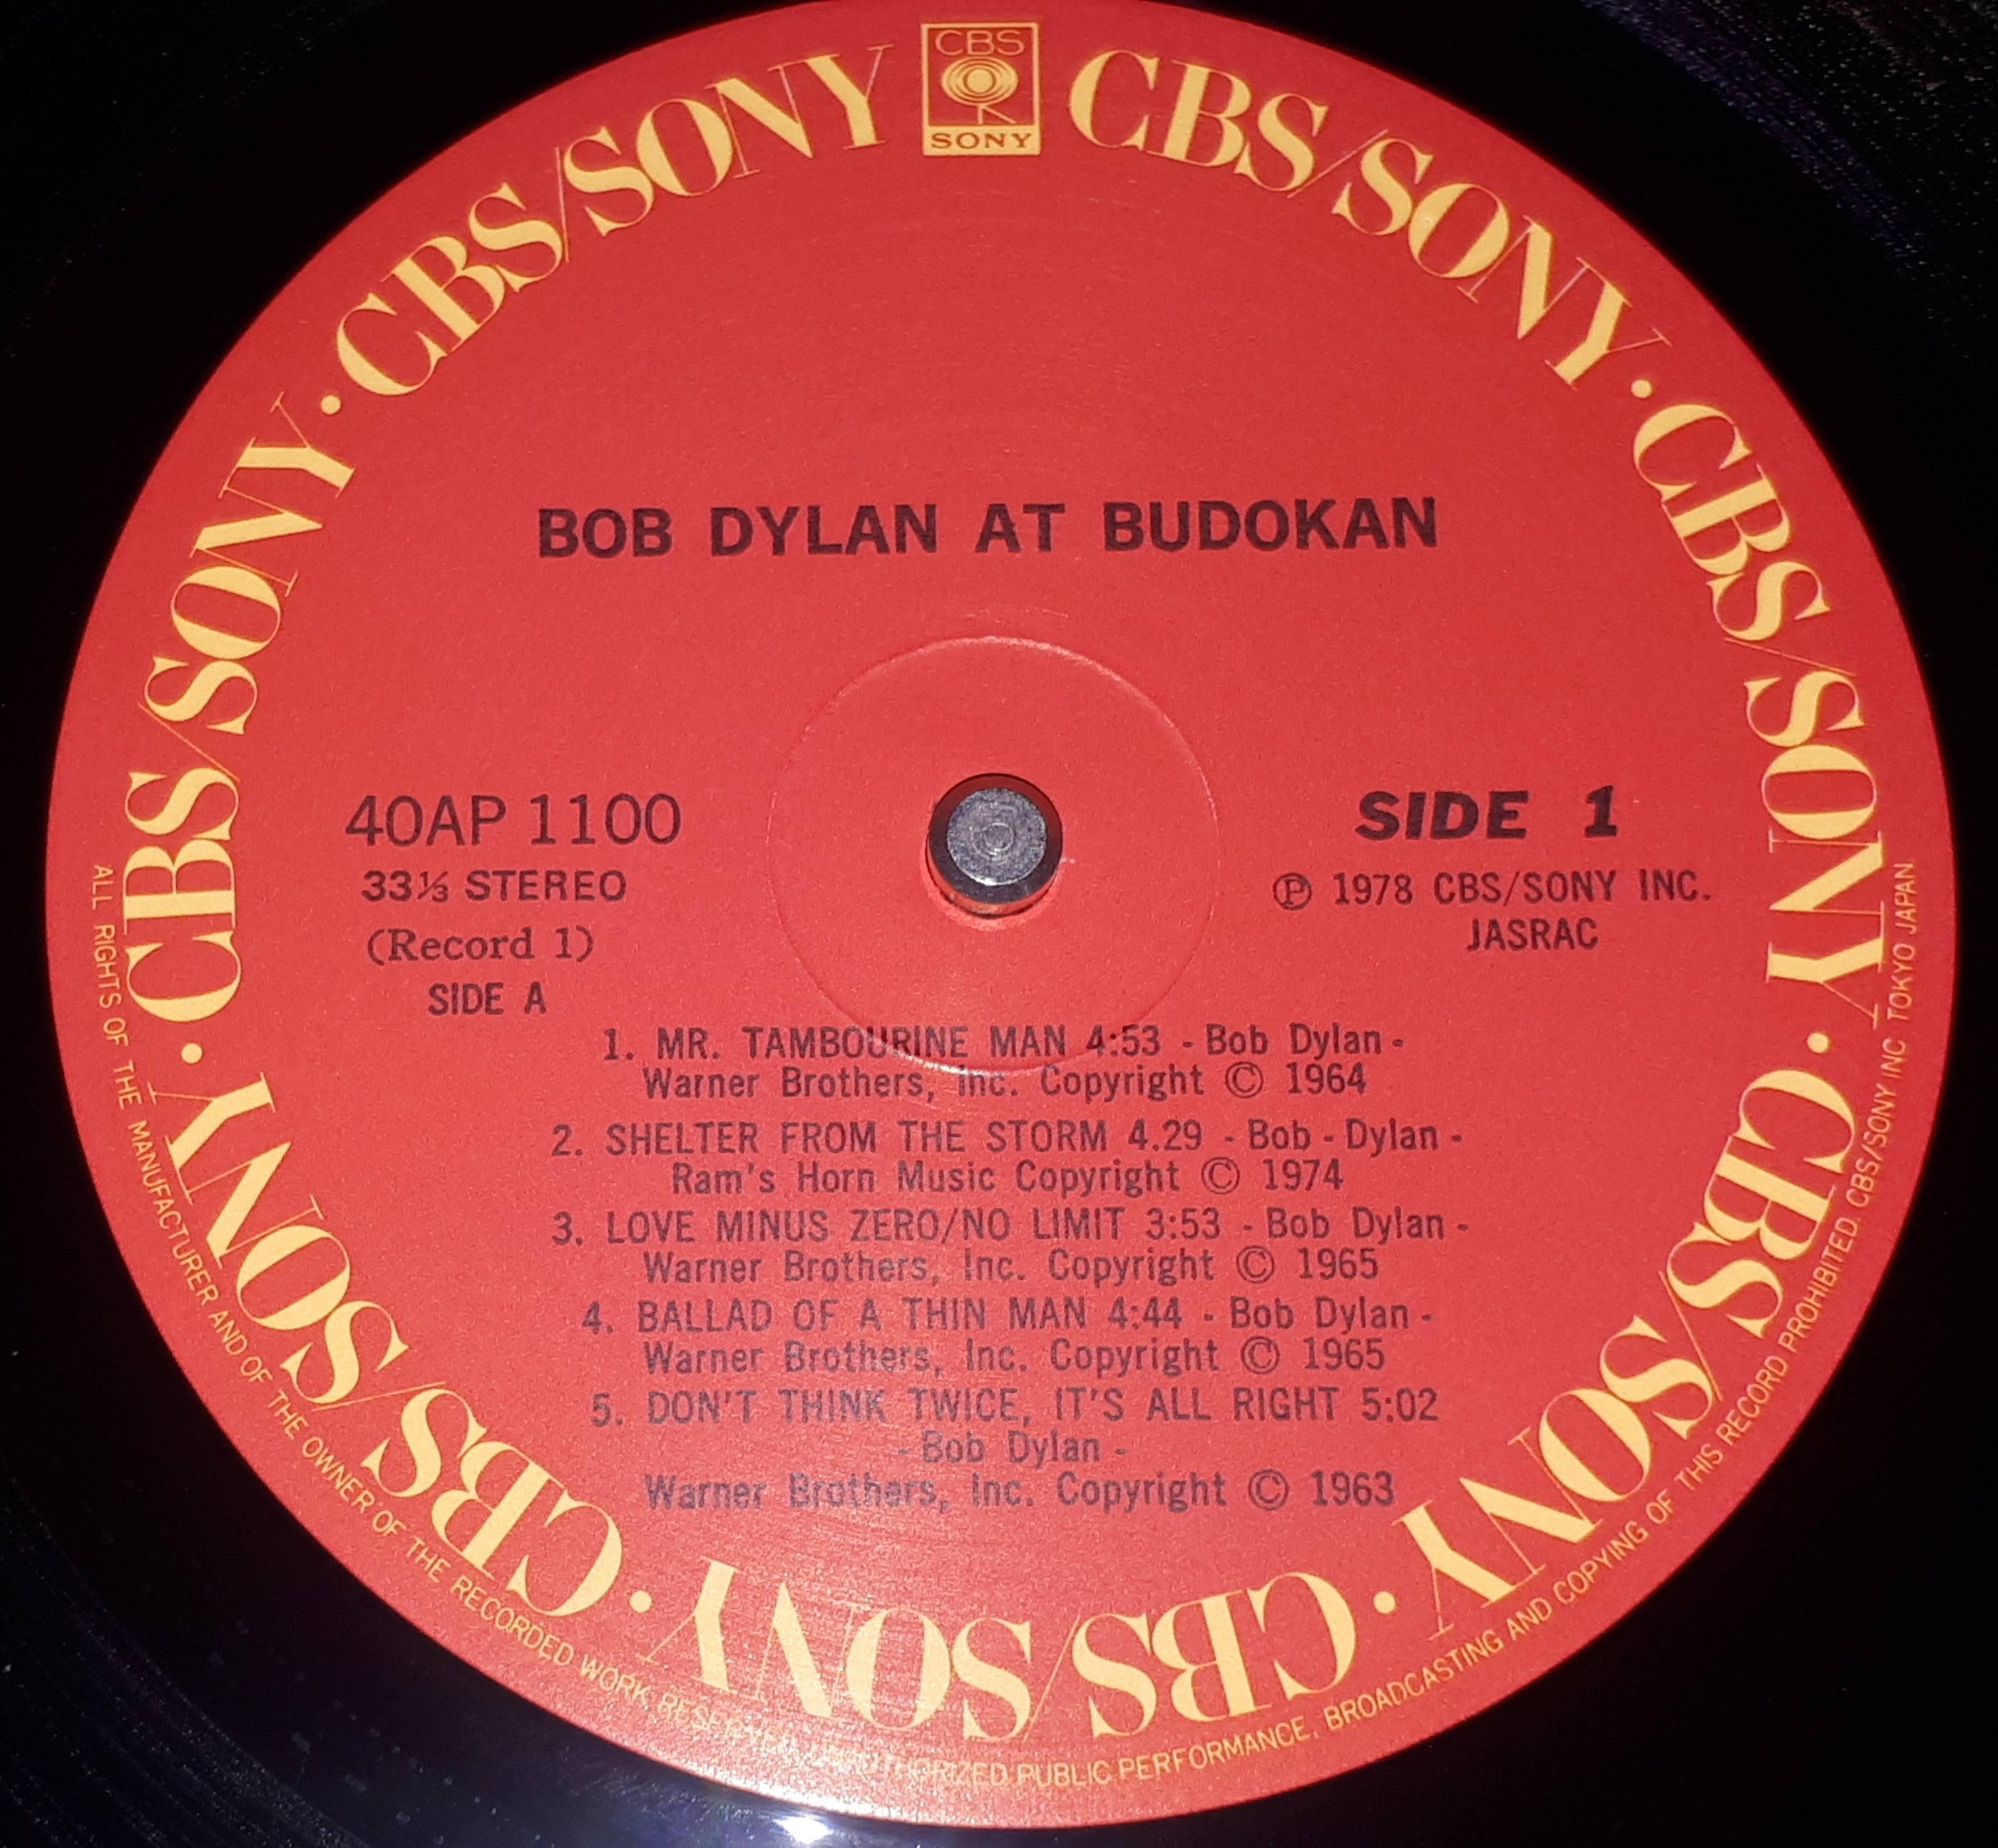 CBS
SONY
CBS/SONY · CBS/SONY · CBS/SONY · CBS/SONY · CBS/SONY · CBS/SONY · CBS/SONY · CBS/SONY
BOB DYLAN AT BUDOKAN
40AP 1100
33⅓ STEREO
(Record 1)
SIDE A
SIDE 1
℗ 1978 CBS/SONY INC.
JASRAC
1. MR. TAMBOURINE MAN 4:53 - Bob Dylan -
Warner Brothers, Inc. Copyright © 1964
2. SHELTER FROM THE STORM 4.29 - Bob - Dylan -
Ram's Horn Music Copyright © 1974
3. LOVE MINUS ZERO/NO LIMIT 3:53 - Bob Dylan -
Warner Brothers, Inc. Copyright © 1965
4. BALLAD OF A THIN MAN 4:44 - Bob Dylan -
Warner Brothers, Inc. Copyright © 1965
5. DON'T THINK TWICE, IT'S ALL RIGHT 5:02
- Bob Dylan -
Warner Brothers, Inc. Copyright © 1963
ALL RIGHTS OF THE MANUFACTURER AND OF THE OWNER OF THE RECORDED WORK RESERVED. UNAUTHORIZED PUBLIC PERFORMANCE, BROADCASTING AND COPYING OF THIS RECORD PROHIBITED. CBS/SONY INC. TOKYO JAPAN